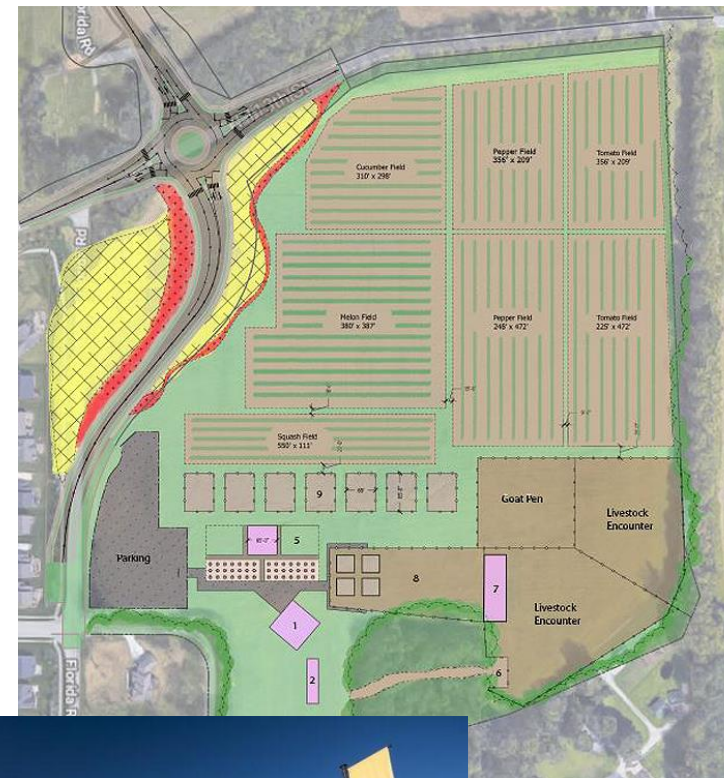 Florida Rd
113th St
Cucumber Field
310' x 298'
Pepper Field
356' x 209'
Tomato Field
356' x 209'
Rd
Melon Field
380' x 387'
Pepper Field
248' x 472'
Tomato Field
225' x 472'
Squash Field
550' x 111'
9
Goat Pen
Livestock
Encounter
5
Parking
8
7
Livestock
Encounter
1
2
6
Florida R